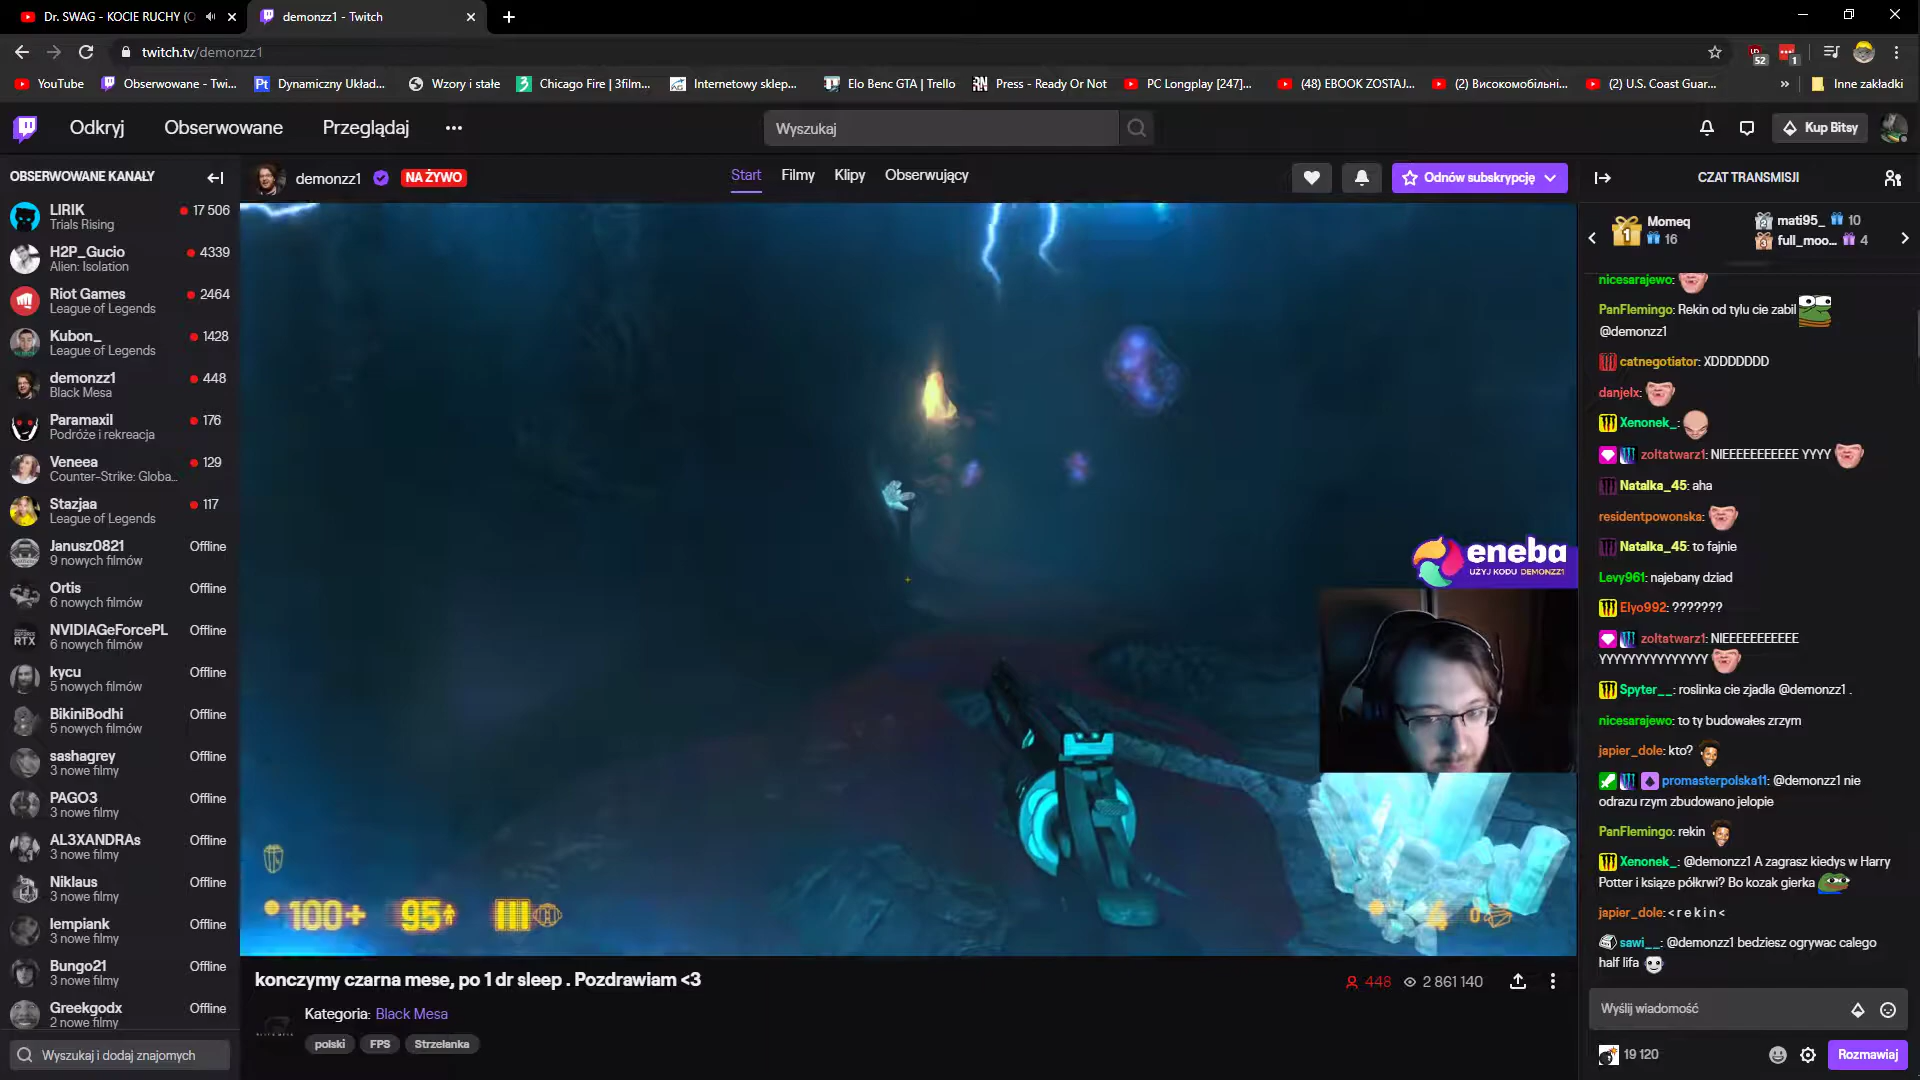 Dr. SWAG - KOCIE RUCHY (O
demonzz1 - Twitch
twitch.tv/demonzz1
52
1
YouTube
Obserwowane - Twi...
Dynamiczny Układ...
Wzory i stałe
Chicago Fire | 3film...
Internetowy sklep...
Elo Benc GTA | Trello
Press - Ready Or Not
PC Longplay [247]...
(48) EBOOK ZOSTAJ...
(2) Високомобільні...
(2) U.S. Coast Guar...
»
Inne zakładki
Odkryj
Obserwowane
Przeglądaj
Wyszukaj
Kup Bitsy
OBSERWOWANE KANAŁY
LIRIK
17 506
Trials Rising
H2P_Gucio
4339
Alien: Isolation
Riot Games
2464
League of Legends
Kubon_
1428
League of Legends
demonzz1
448
Black Mesa
Paramaxil
176
Podróże i rekreacja
Veneea
129
Counter-Strike: Globa...
Stazjaa
117
League of Legends
Janusz0821
Offline
9 nowych filmów
Ortis
Offline
6 nowych filmów
NVIDIAGeForcePL
Offline
6 nowych filmów
kycu
Offline
5 nowych filmów
BikiniBodhi
Offline
5 nowych filmów
sashagrey
Offline
3 nowe filmy
PAGO3
Offline
3 nowe filmy
AL3XANDRAs
Offline
3 nowe filmy
Niklaus
Offline
3 nowe filmy
lempiank
Offline
3 nowe filmy
Bungo21
Offline
3 nowe filmy
Greekgodx
Offline
2 nowe filmy
Wyszukaj i dodaj znajomych
demonzz1
NA ŻYWO
Start
Filmy
Klipy
Obserwujący
Odnów subskrypcję
eneba
UŻYJ KODU DEMONZZ1
100+
95
0
konczymy czarna mese, po 1 dr sleep . Pozdrawiam <3
448
2 861 140
Kategoria: Black Mesa
polski
FPS
Strzelanka
CZAT TRANSMISJI
1
Momeq
16
2
mati95_
10
3
full_moo...
4
nicesarajewo:
PanFlemingo: Rekin od tylu cie zabil
@demonzz1
catnegotiator: XDDDDDDD
danjelx:
Xenonek_:
zoltatwarz1: NIEEEEEEEEEEE YYYY
Natalka_45: aha
residentpowonska:
Natalka_45: to fajnie
Levy961: najebany dziad
Elyo992: ???????
zoltatwarz1: NIEEEEEEEEEEE
YYYYYYYYYYYYYYY
Spyter__: roslinka cie zjadła @demonzz1 .
nicesarajewo: to ty budowałes zrzym
japier_dole: kto?
promasterpolska11: @demonzz1 nie
odrazu rzym zbudowano jelopie
PanFlemingo: rekin
Xenonek_: @demonzz1 A zagrasz kiedys w Harry
Potter i książe półkrwi? Bo kozak gierka
japier_dole: < r e k i n <
sawi__: @demonzz1 bedziesz ogrywac calego
half lifa
Wyślij wiadomość
19 120
Rozmawiaj